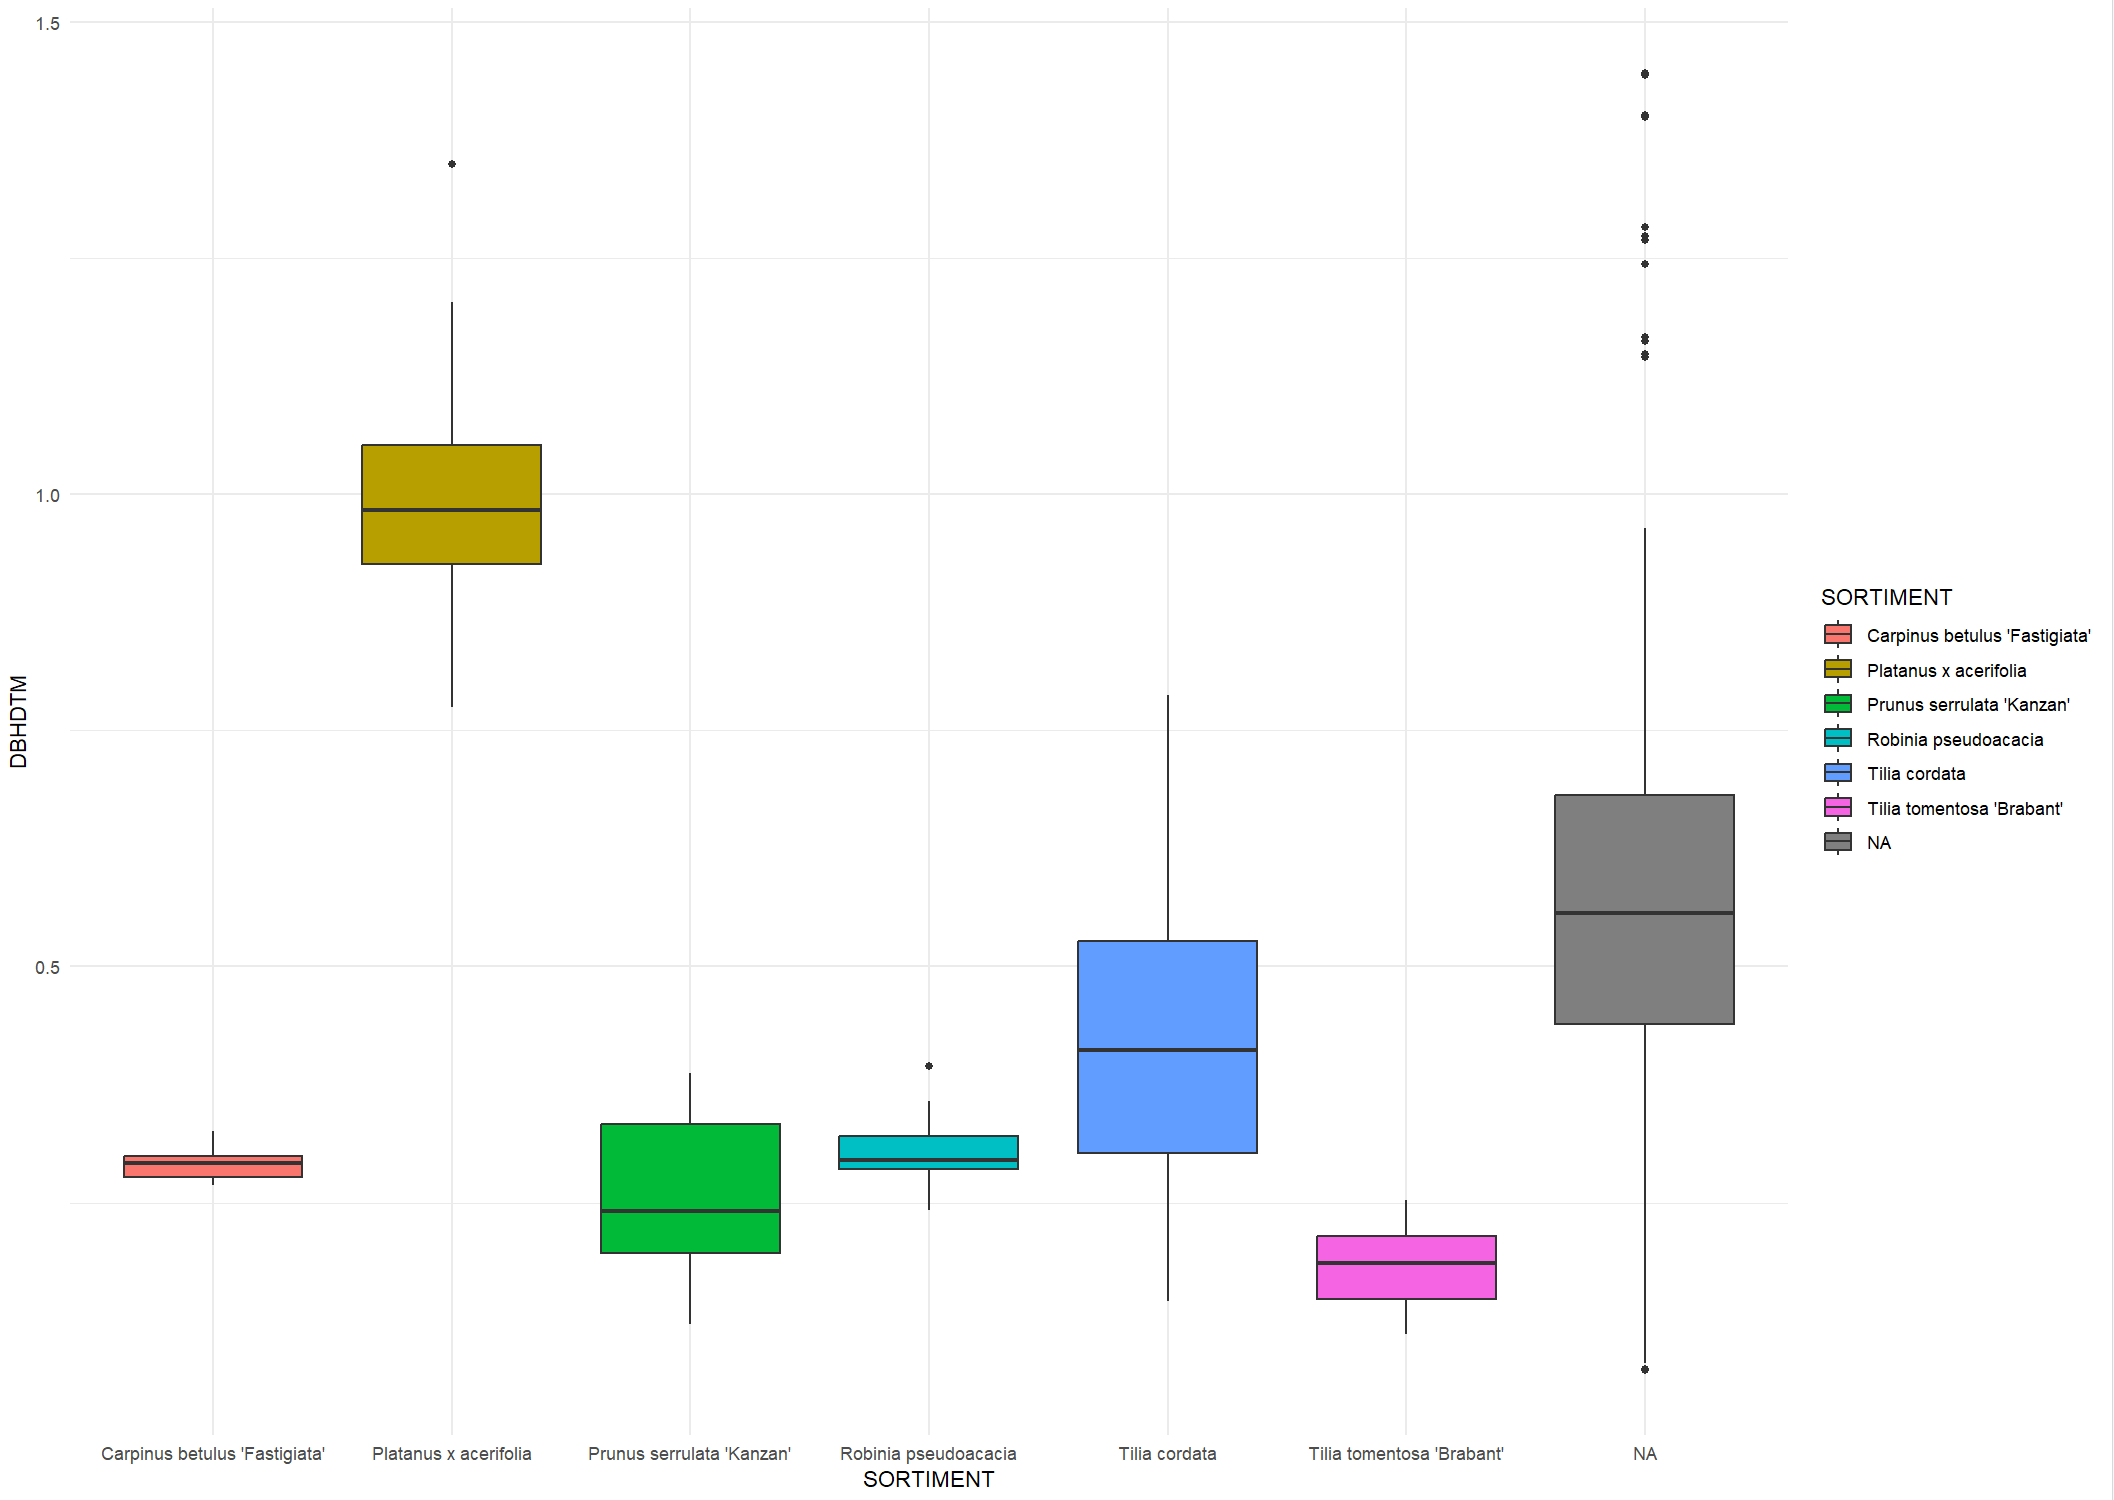 1.5
1.0
0.5
DBHDTM
Carpinus betulus 'Fastigiata'
Platanus x acerifolia
Prunus serrulata 'Kanzan'
Robinia pseudoacacia
Tilia cordata
Tilia tomentosa 'Brabant'
NA
SORTIMENT
SORTIMENT
Carpinus betulus 'Fastigiata'
Platanus x acerifolia
Prunus serrulata 'Kanzan'
Robinia pseudoacacia
Tilia cordata
Tilia tomentosa 'Brabant'
NA